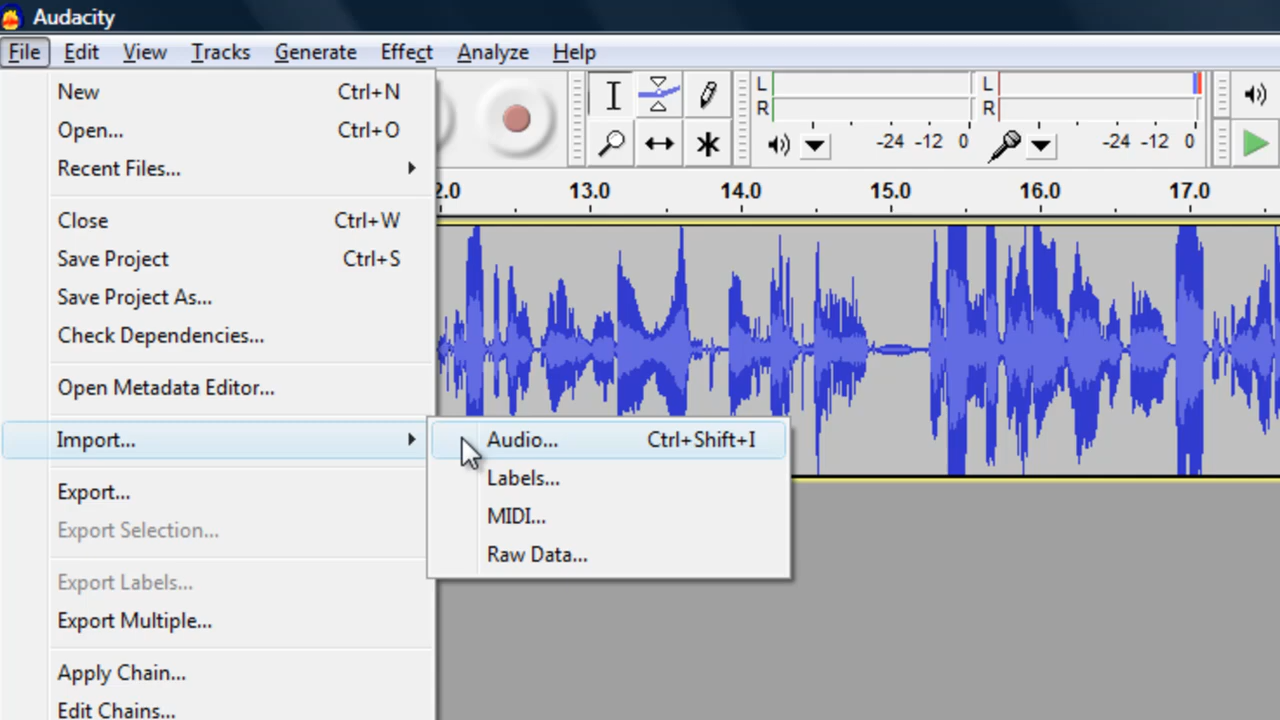 Audacity
File Edit View Tracks Generate Effect Analyze Help
New Ctrl+N
Open... Ctrl+O
Recent Files...
Close Ctrl+W
Save Project Ctrl+S
Save Project As...
Check Dependencies...
Open Metadata Editor...
Import...
Export...
Export Selection...
Export Labels...
Export Multiple...
Apply Chain...
Edit Chains...
Audio... Ctrl+Shift+I
Labels...
MIDI...
Raw Data...
L L
R R
-24 -12 0 -24 -12 0
2.0 13.0 14.0 15.0 16.0 17.0